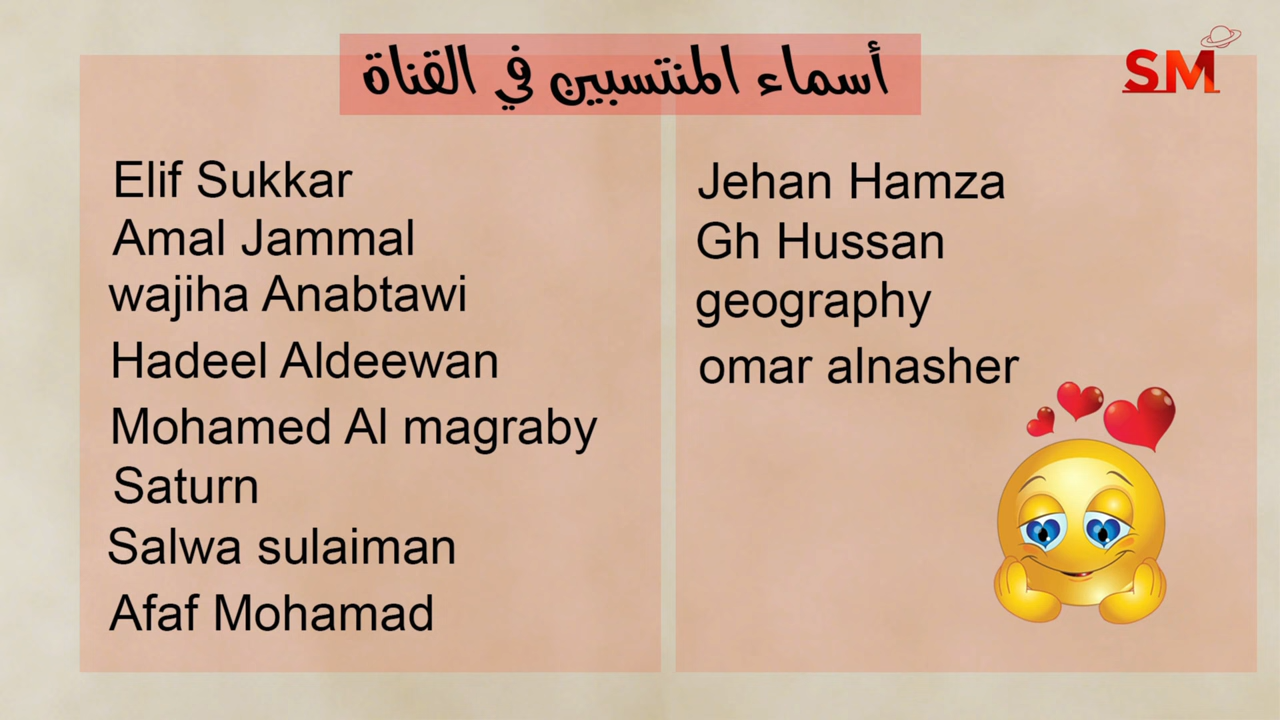 أسماء المنتسبين في القناة
SM
Elif Sukkar
Amal Jammal
wajiha Anabtawi
Hadeel Aldeewan
Mohamed Al magraby
Saturn
Salwa sulaiman
Afaf Mohamad
Jehan Hamza
Gh Hussan
geography
omar alnasher